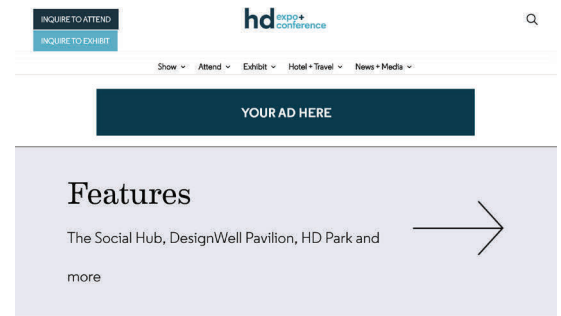 INQUIRE TO ATTEND
INQUIRE TO EXHIBIT
hd expo+
conference
Show Attend Exhibit Hotel + Travel News + Media
YOUR AD HERE
Features
The Social Hub, DesignWell Pavilion, HD Park and
more